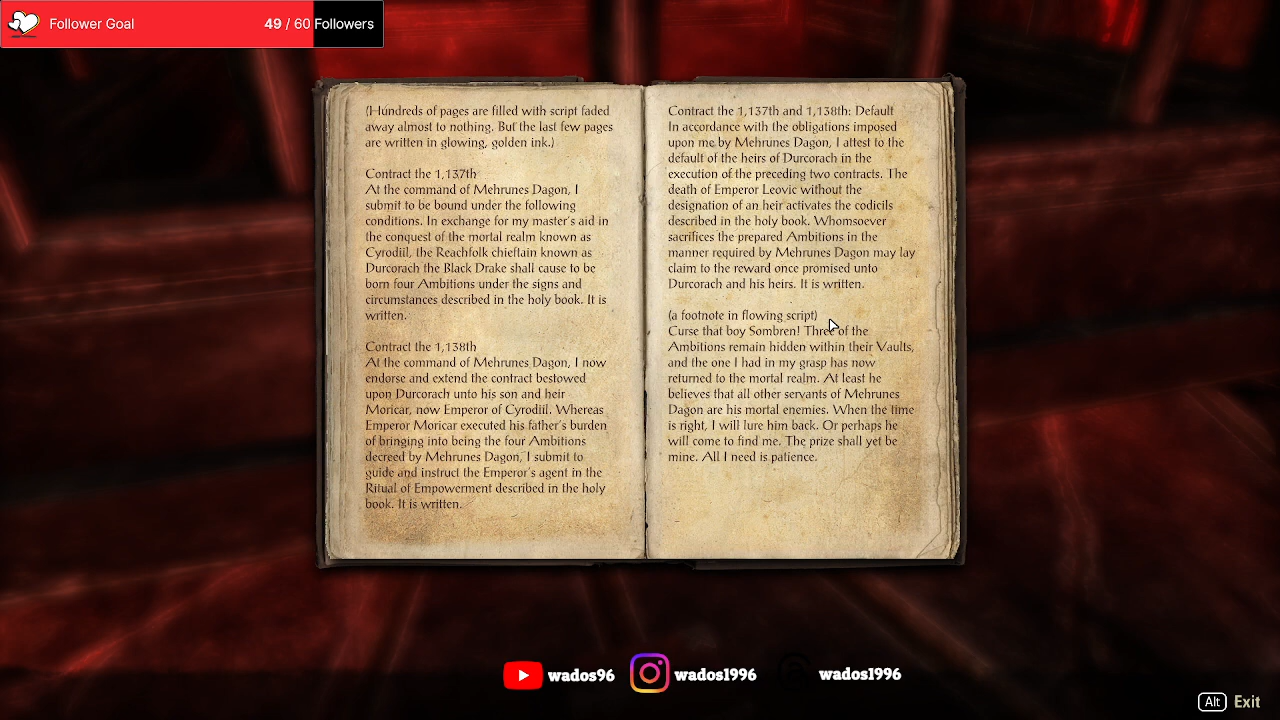 Follower Goal
49 / 60 Followers
(Hundreds of pages are filled with script faded
away almost to nothing. But the last few pages
are written in glowing, golden ink.)
Contract the 1,137th
At the command of Mehrunes Dagon, I
submit to be bound under the following
conditions. In exchange for my master's aid in
the conquest of the mortal realm known as
Cyrodiil, the Reachfolk chieftain known as
Durcorach the Black Drake shall cause to be
born four Ambitions under the signs and
circumstances described in the holy book. It is
written.
Contract the 1,138th
At the command of Mehrunes Dagon, I now
endorse and extend the contract bestowed
upon Durcorach unto his son and heir
Moricar, now Emperor of Cyrodiil. Whereas
Emperor Moricar executed his father's burden
of bringing into being the four Ambitions
decreed by Mehrunes Dagon, I submit to
guide and instruct the Emperor's agent in the
Ritual of Empowerment described in the holy
book. It is written.
Contract the 1,137th and 1,138th: Default
In accordance with the obligations imposed
upon me by Mehrunes Dagon, I attest to the
default of the heirs of Durcorach in the
execution of the preceding two contracts. The
death of Emperor Leovic without the
designation of an heir activates the codicils
described in the holy book. Whomsoever
sacrifices the prepared Ambitions in the
manner required by Mehrunes Dagon may lay
claim to the reward once promised unto
Durcorach and his heirs. It is written.
(a footnote in flowing script)
Curse that boy Sombren! Three of the
Ambitions remain hidden within their Vaults,
and the one I had in my grasp has now
returned to the mortal realm. At least he
believes that all other servants of Mehrunes
Dagon are his mortal enemies. When the time
is right, I will lure him back. Or perhaps he
will come to find me. The prize shall yet be
mine. All I need is patience.
wados96
wados1996
wados1996
Alt Exit